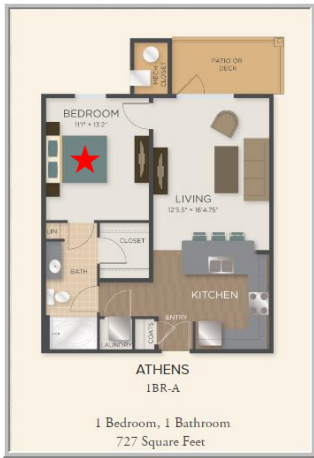 MECH.
CLOSET
PATIO OR
DECK
BEDROOM
11'1" × 13'2"
LIVING
12'5.5" × 16'4.75"
LIN
CLOSET
BATH
KITCHEN
ENTRY
LAUNDRY
COATS
ATHENS
1BR-A
1 Bedroom, 1 Bathroom
727 Square Feet